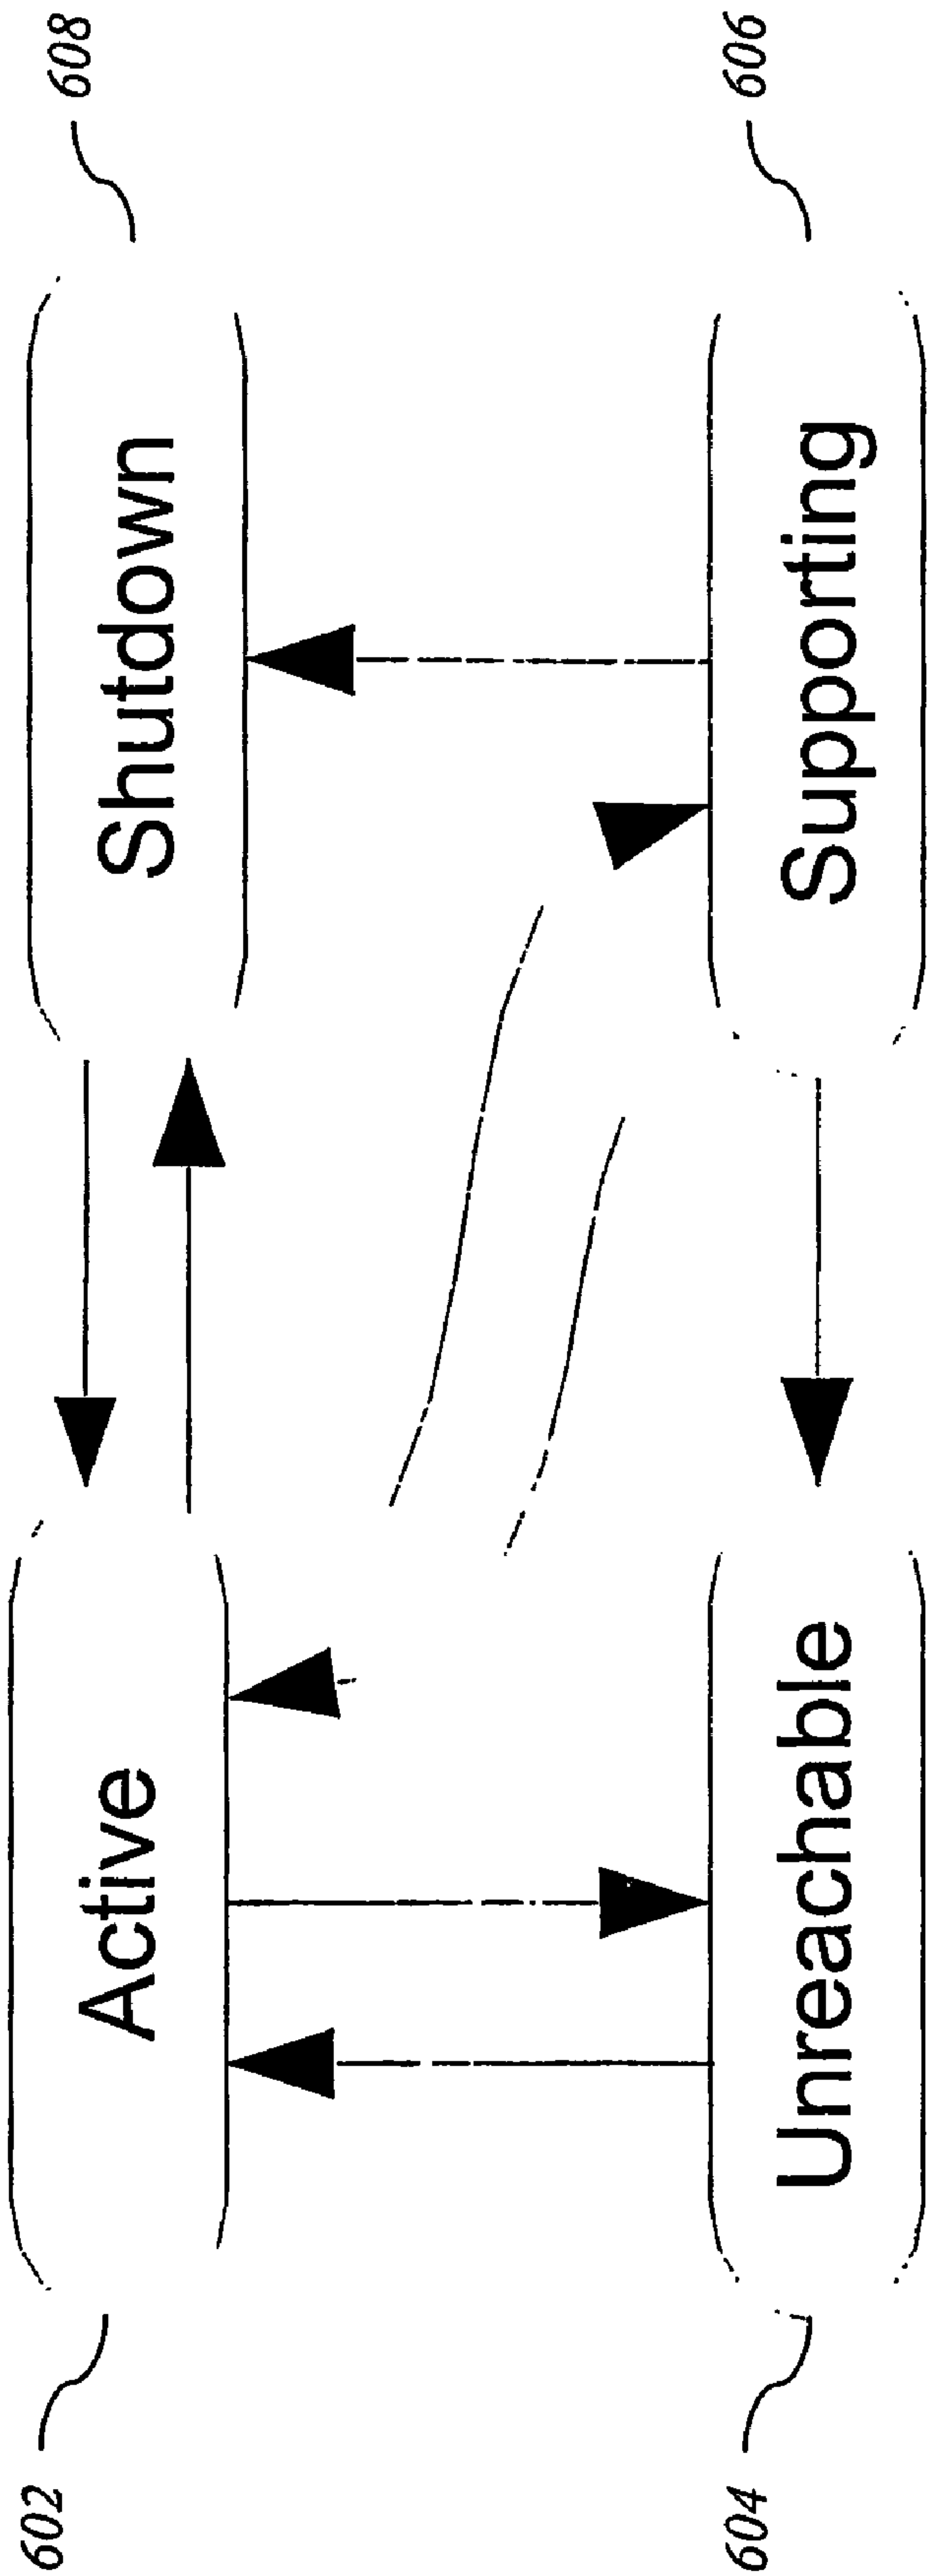 602
Active
Shutdown
608
604
Unreachable
Supporting
606